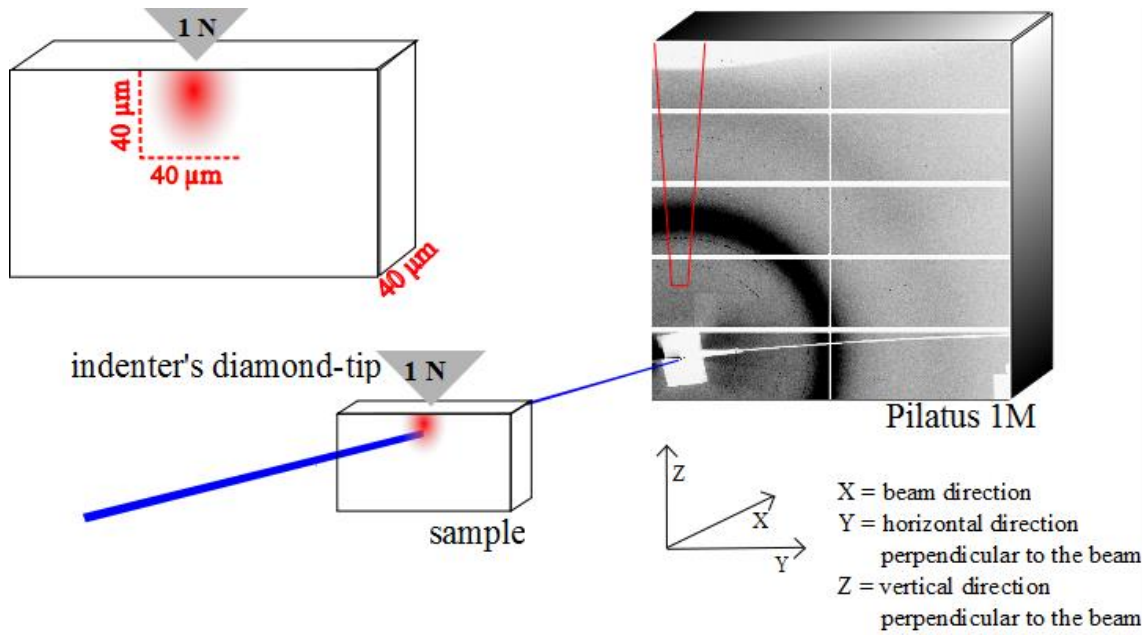 1 N
40 µm
40 µm
40 µm
indenter's diamond-tip
1 N
sample
Pilatus 1M
Z
X
Y
X = beam direction
Y = horizontal direction
perpendicular to the beam
Z = vertical direction
perpendicular to the beam